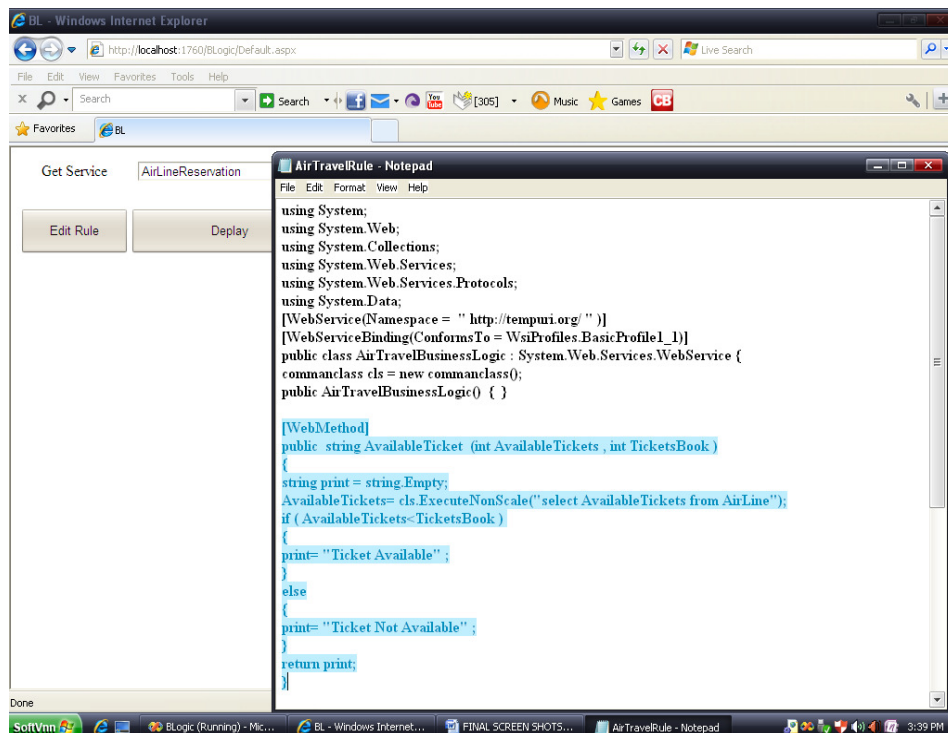 BL - Windows Internet Explorer
http://localhost:1760/BLogic/Default.aspx
Live Search
File Edit View Favorites Tools Help
Search
Search
You Tube
[305]
Music
Games
CB
Favorites
BL
Get Service
AirLineReservation
Edit Rule
Deplay
AirTravelRule - Notepad
File Edit Format View Help
using System;
using System.Web;
using System.Collections;
using System.Web.Services;
using System.Web.Services.Protocols;
using System.Data;
[WebService(Namespace = " http://tempuri.org/ " )]
[WebServiceBinding(ConformsTo = WsiProfiles.BasicProfile1_1)]
public class AirTravelBusinessLogic : System.Web.Services.WebService {
commanclass cls = new commanclass();
public AirTravelBusinessLogic() { }
[WebMethod]
public string AvailableTicket (int AvailableTickets , int TicketsBook )
{
string print = string.Empty;
AvailableTickets= cls.ExecuteNonScale("select AvailableTickets from AirLine");
if ( AvailableTickets<TicketsBook )
{
print= "Ticket Available" ;
}
else
{
print= "Ticket Not Available" ;
}
return print;
}
Done
SoftVnn
BLogic (Running) - Mic...
BL - Windows Internet...
FINAL SCREEN SHOTS...
AirTravelRule - Notepad
3:39 PM